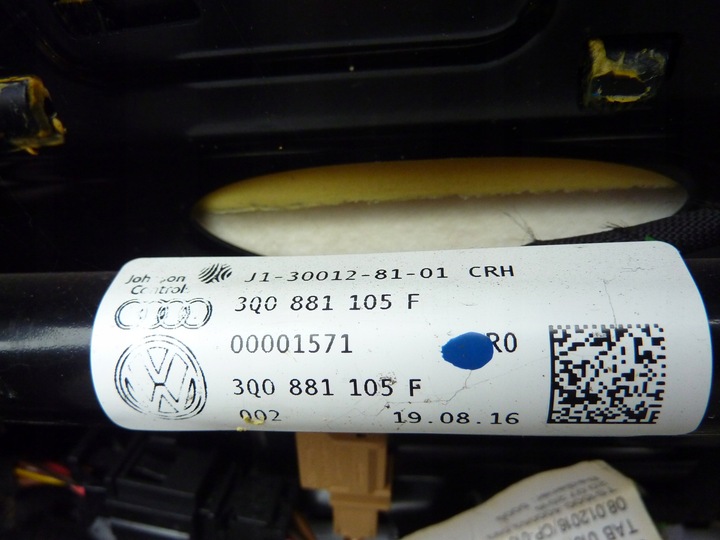 Johnson
Controls
J1-30012-81-01 CRH
3Q0 881 105 F
00001571 R0
3Q0 881 105 F
002 19.08.16
TAB